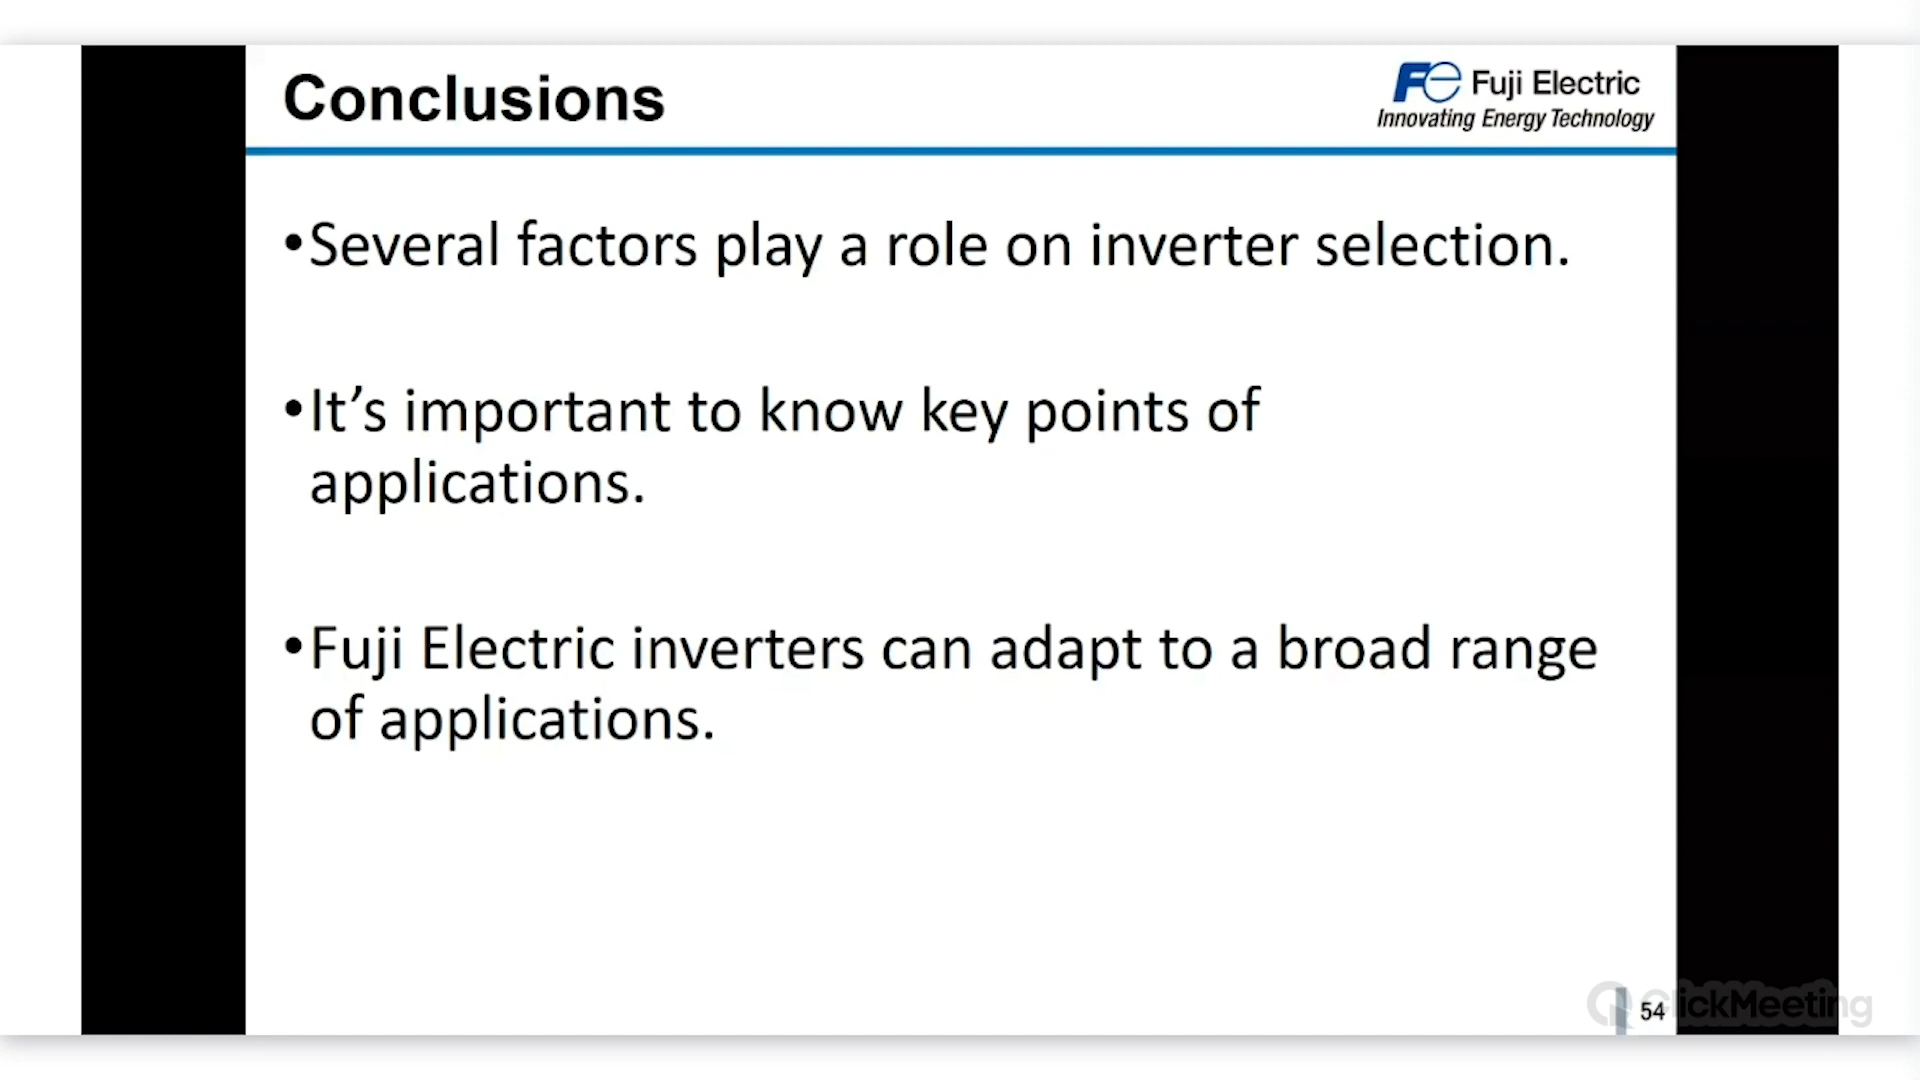 Conclusions
Fe Fuji Electric
Innovating Energy Technology
•Several factors play a role on inverter selection.
•It’s important to know key points of
applications.
•Fuji Electric inverters can adapt to a broad range
of applications.
54
ClickMeeting